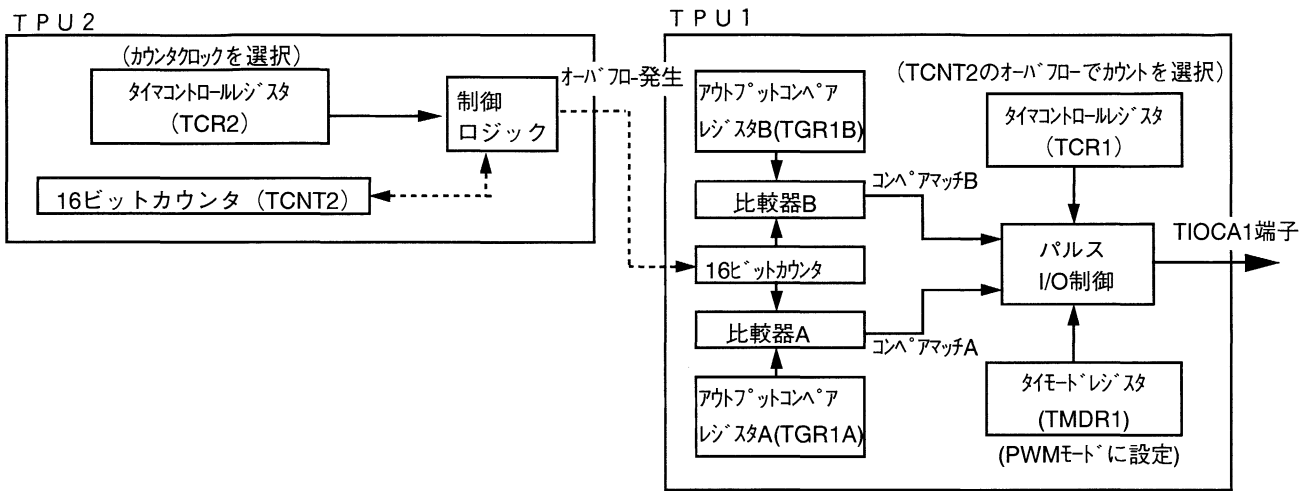 ＴＰＵ２
(ｶｳﾝﾀｸﾛｯｸを選択)
ﾀｲﾏｺﾝﾄﾛｰﾙﾚｼﾞｽﾀ
(TCR2)
制御
ロジック
16ビットカウンタ（TCNT2）
ｵｰﾊﾞﾌﾛｰ発生
ＴＰＵ１
ｱｳﾄﾌﾟｯﾄｺﾝﾍﾟｱ
ﾚｼﾞｽﾀB(TGR1B)
比較器B
16ﾋﾞｯﾄｶｳﾝﾀ
比較器A
ｱｳﾄﾌﾟｯﾄｺﾝﾍﾟｱ
ﾚｼﾞｽﾀA(TGR1A)
ｺﾝﾍﾟｱﾏｯﾁB
ｺﾝﾍﾟｱﾏｯﾁA
(TCNT2のｵｰﾊﾞﾌﾛｰでｶｳﾝﾄを選択)
ﾀｲﾏｺﾝﾄﾛｰﾙﾚｼﾞｽﾀ
(TCR1)
パルス
I/O制御
TIOCA1端子
ﾀｲﾓｰﾄﾞﾚｼﾞｽﾀ
(TMDR1)
(PWMﾓｰﾄﾞに設定)